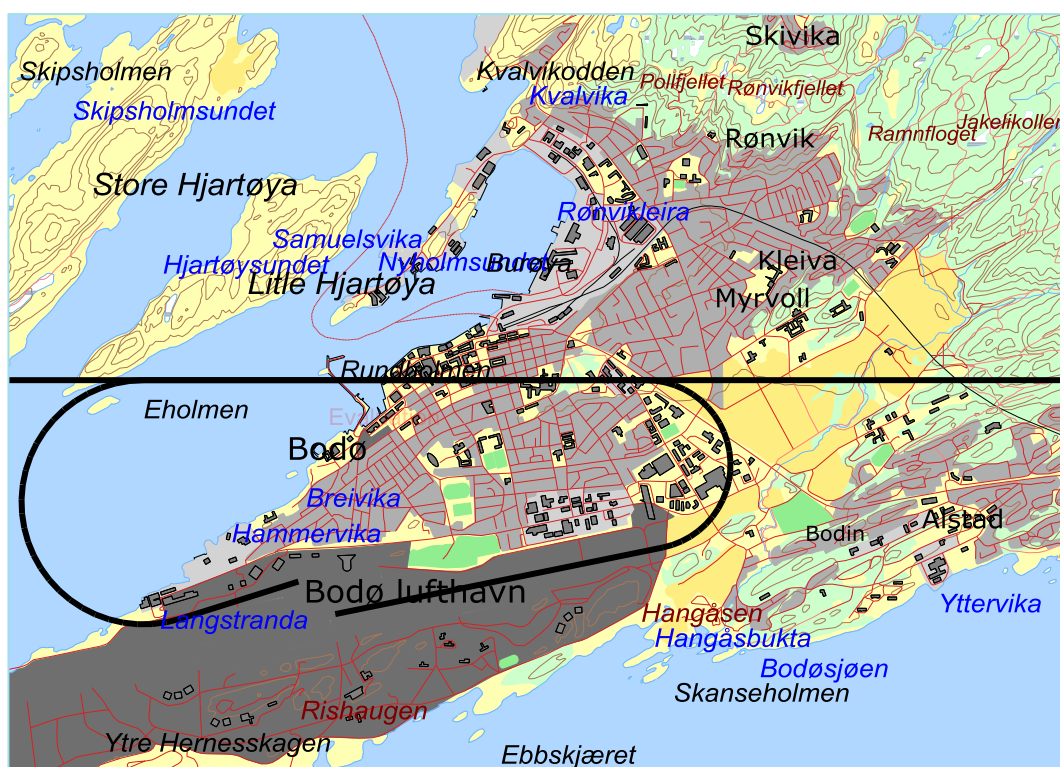 Skivika
Skipsholmen
Kvalvikodden
Pollfjellet
Rønvikfjellet
Kvalvika
Skipsholmsundet
Jakelikollen
Ramnfloget
Rønvik
Store Hjartøya
Rønvikleira
Samuelsvika
Hjartøysundet
Nyholmsundet
Burøya
Kleiva
Litle Hjartøya
Myrvoll
Rundholmen
Eholmen
Bodø
Breivika
Hammervika
Alstad
Bodin
Bodø lufthavn
Langstranda
Hangåsen
Yttervika
Hangåsbukta
Bodøsjøen
Skanseholmen
Rishaugen
Ytre Hernesskagen
Ebbskjæret